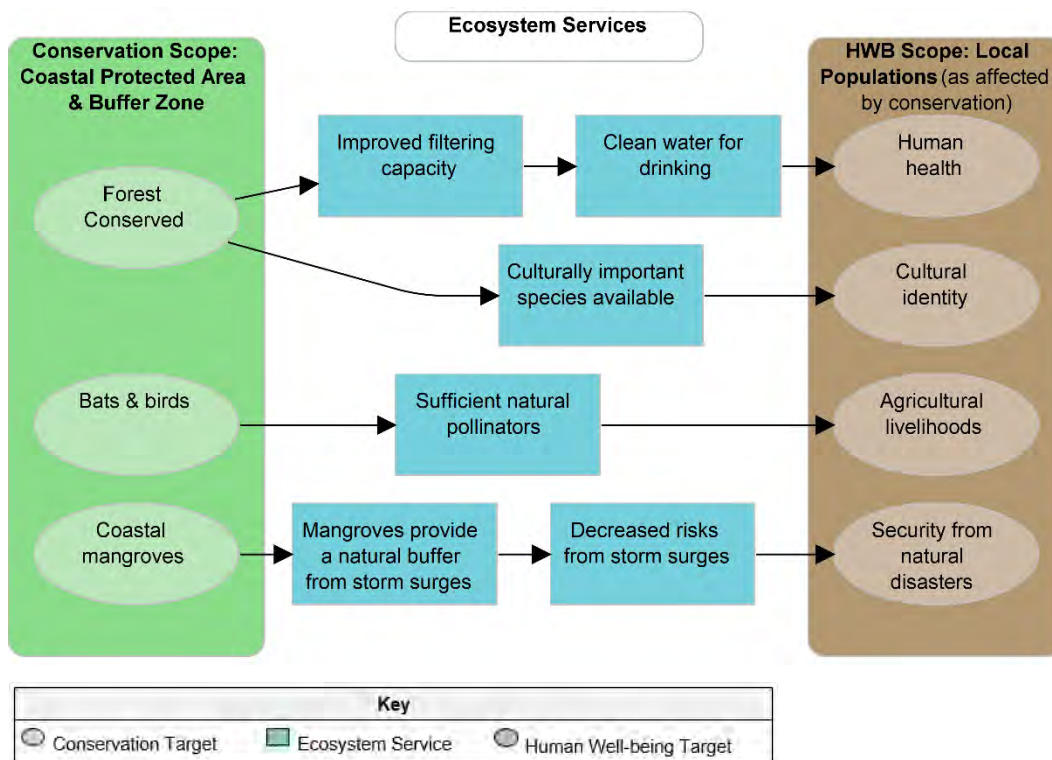 Ecosystem Services
Conservation Scope:
Coastal Protected Area
& Buffer Zone
HWB Scope: Local
Populations (as affected
by conservation)
Forest
Conserved
Improved filtering
capacity
Clean water for
drinking
Human
health
Culturally important
species available
Cultural
identity
Bats & birds
Sufficient natural
pollinators
Agricultural
livelihoods
Coastal
mangroves
Mangroves provide
a natural buffer
from storm surges
Decreased risks
from storm surges
Security from
natural
disasters
Key
Conservation Target
Ecosystem Service
Human Well-being Target